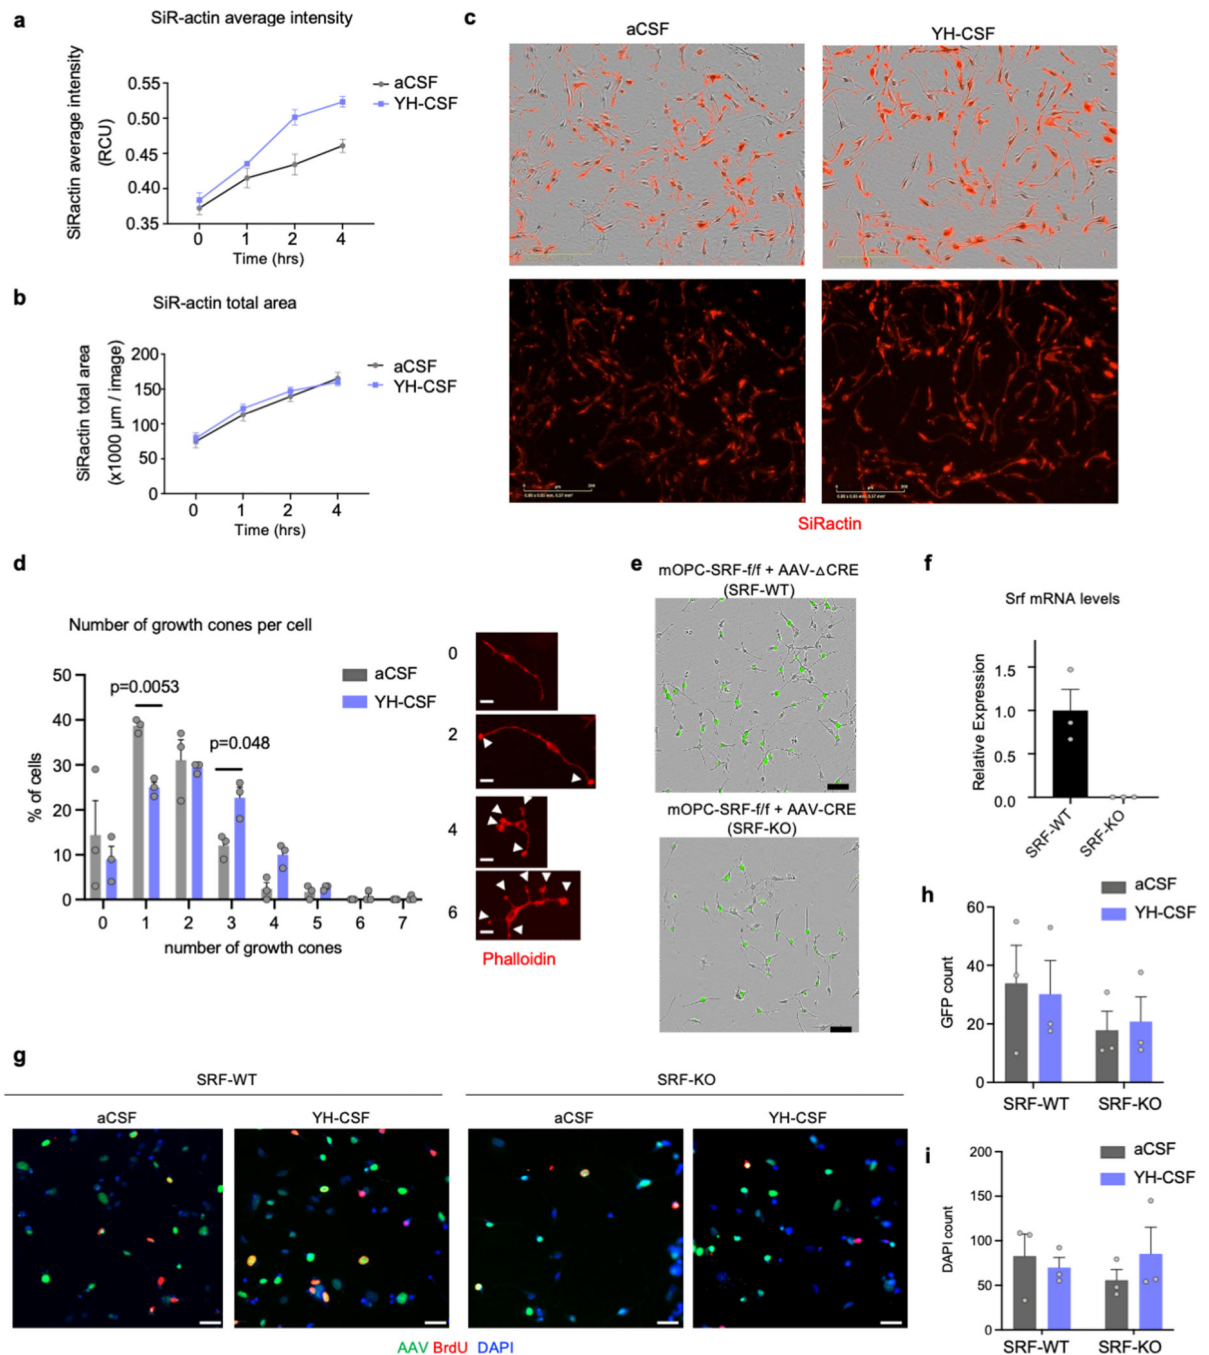 a
SiR-actin average intensity
SiRactin average intensity
(RCU)
0.55
0.50
0.45
0.40
0.35
0 1 2 4
Time (hrs)
aCSF
YH-CSF
b
SiR-actin total area
SiRactin total area
(x1000 µm / image)
200
150
100
50
0
0 1 2 4
Time (hrs)
aCSF
YH-CSF
c
aCSF
YH-CSF
SiRactin
d
Number of growth cones per cell
% of cells
50
40
30
20
10
0
p=0.0053
p=0.048
aCSF
YH-CSF
0 1 2 3 4 5 6 7
number of growth cones
0
2
4
6
Phalloidin
e
mOPC-SRF-f/f + AAV-△CRE
(SRF-WT)
mOPC-SRF-f/f + AAV-CRE
(SRF-KO)
f
Srf mRNA levels
Relative Expression
1.5
1.0
0.5
0.0
SRF-WT
SRF-KO
g
SRF-WT
SRF-KO
aCSF
YH-CSF
aCSF
YH-CSF
AAV BrdU DAPI
h
aCSF
YH-CSF
GFP count
60
40
20
0
SRF-WT SRF-KO
i
aCSF
YH-CSF
DAPI count
200
150
100
50
0
SRF-WT SRF-KO